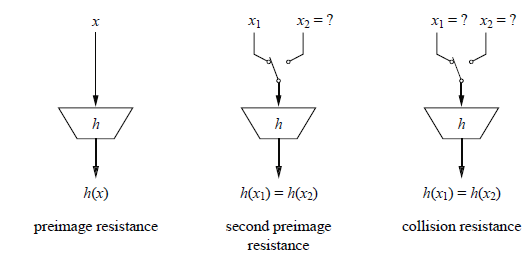 x
h
h(x)
preimage resistance
x₁
x₂ = ?
h
h(x₁) = h(x₂)
second preimage
resistance
x₁ = ?
x₂ = ?
h
h(x₁) = h(x₂)
collision resistance